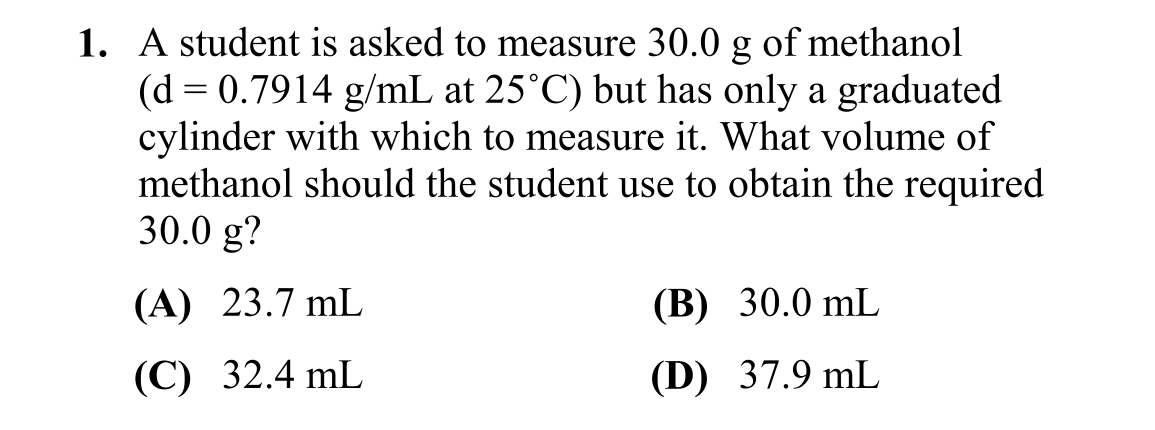 1. A student is asked to measure 30.0 g of methanol
(d = 0.7914 g/mL at 25˚C) but has only a graduated
cylinder with which to measure it. What volume of
methanol should the student use to obtain the required
30.0 g?
(A) 23.7 mL (B) 30.0 mL
(C) 32.4 mL (D) 37.9 mL